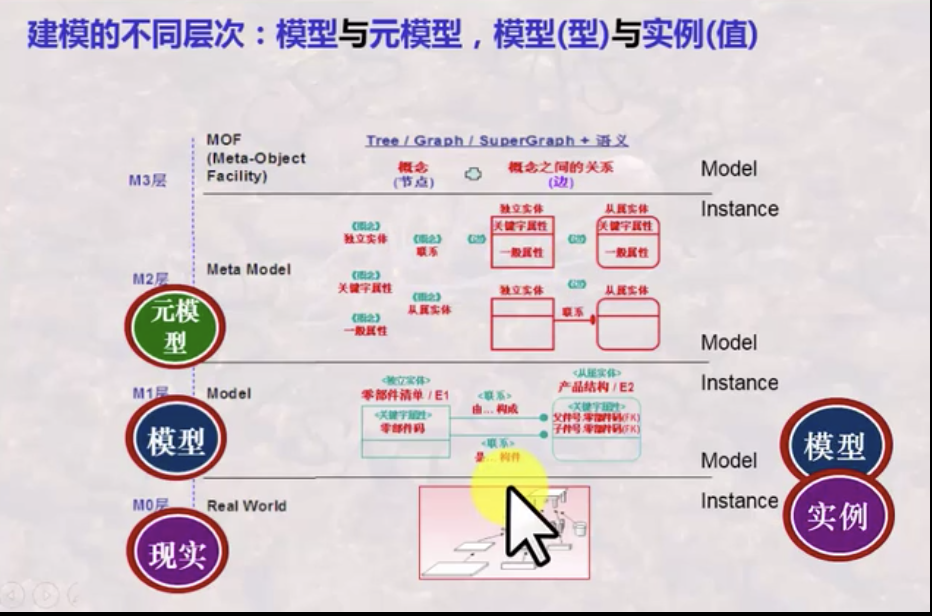 建模的不同层次：模型与元模型，模型(型)与实例(值)
MOF
(Meta-Object
Facility)
Tree / Graph / SuperGraph + 语义
M3层
概念
(节点)
概念之间的关系
(边)
Model
Instance
《概念》
独立实体
《概念》
联系
《边》
独立实体
关键字属性
一般属性
《边》
从属实体
关键字属性
一般属性
M2层
Meta Model
《概念》
关键字属性
《概念》
从属实体
《概念》
一般属性
独立实体
《边》
联系
从属实体
元模
型
Model
Instance
M1层
Model
<独立实体>
零部件清单 / E1
<关键字属性>
零部件码
<联系>
由... 构成
<从属实体>
产品结构 / E2
<关键字属性>
父件号.零部件码(FK)
子件号.零部件码(FK)
<联系>
是... 构件
模型
Model
Instance
模型
实例
M0层
Real World
现实